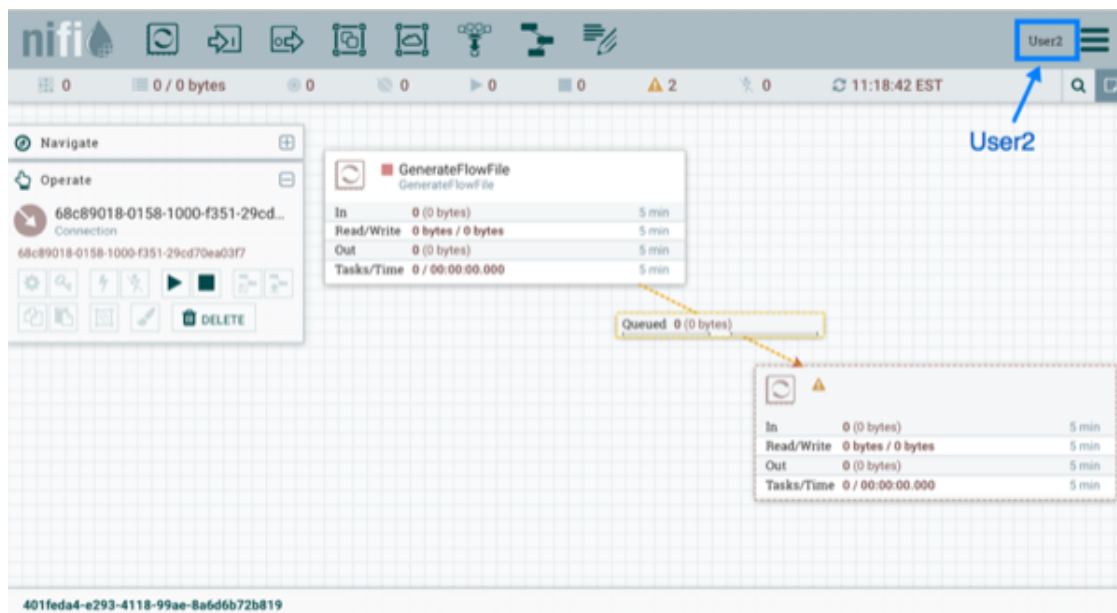 nifi
User2
0
0 / 0 bytes
0
0
0
0
2
0
11:18:42 EST
User2
Navigate
Operate
68c89018-0158-1000-f351-29cd...
Connection
68c89018-0158-1000-f351-29cd70ea03f7
DELETE
GenerateFlowFile
GenerateFlowFile
In 0 (0 bytes) 5 min
Read/Write 0 bytes / 0 bytes 5 min
Out 0 (0 bytes) 5 min
Tasks/Time 0 / 00:00:00.000 5 min
Queued 0 (0 bytes)
In 0 (0 bytes) 5 min
Read/Write 0 bytes / 0 bytes 5 min
Out 0 (0 bytes) 5 min
Tasks/Time 0 / 00:00:00.000 5 min
401feda4-e293-4118-99ae-8a6d6b72b819